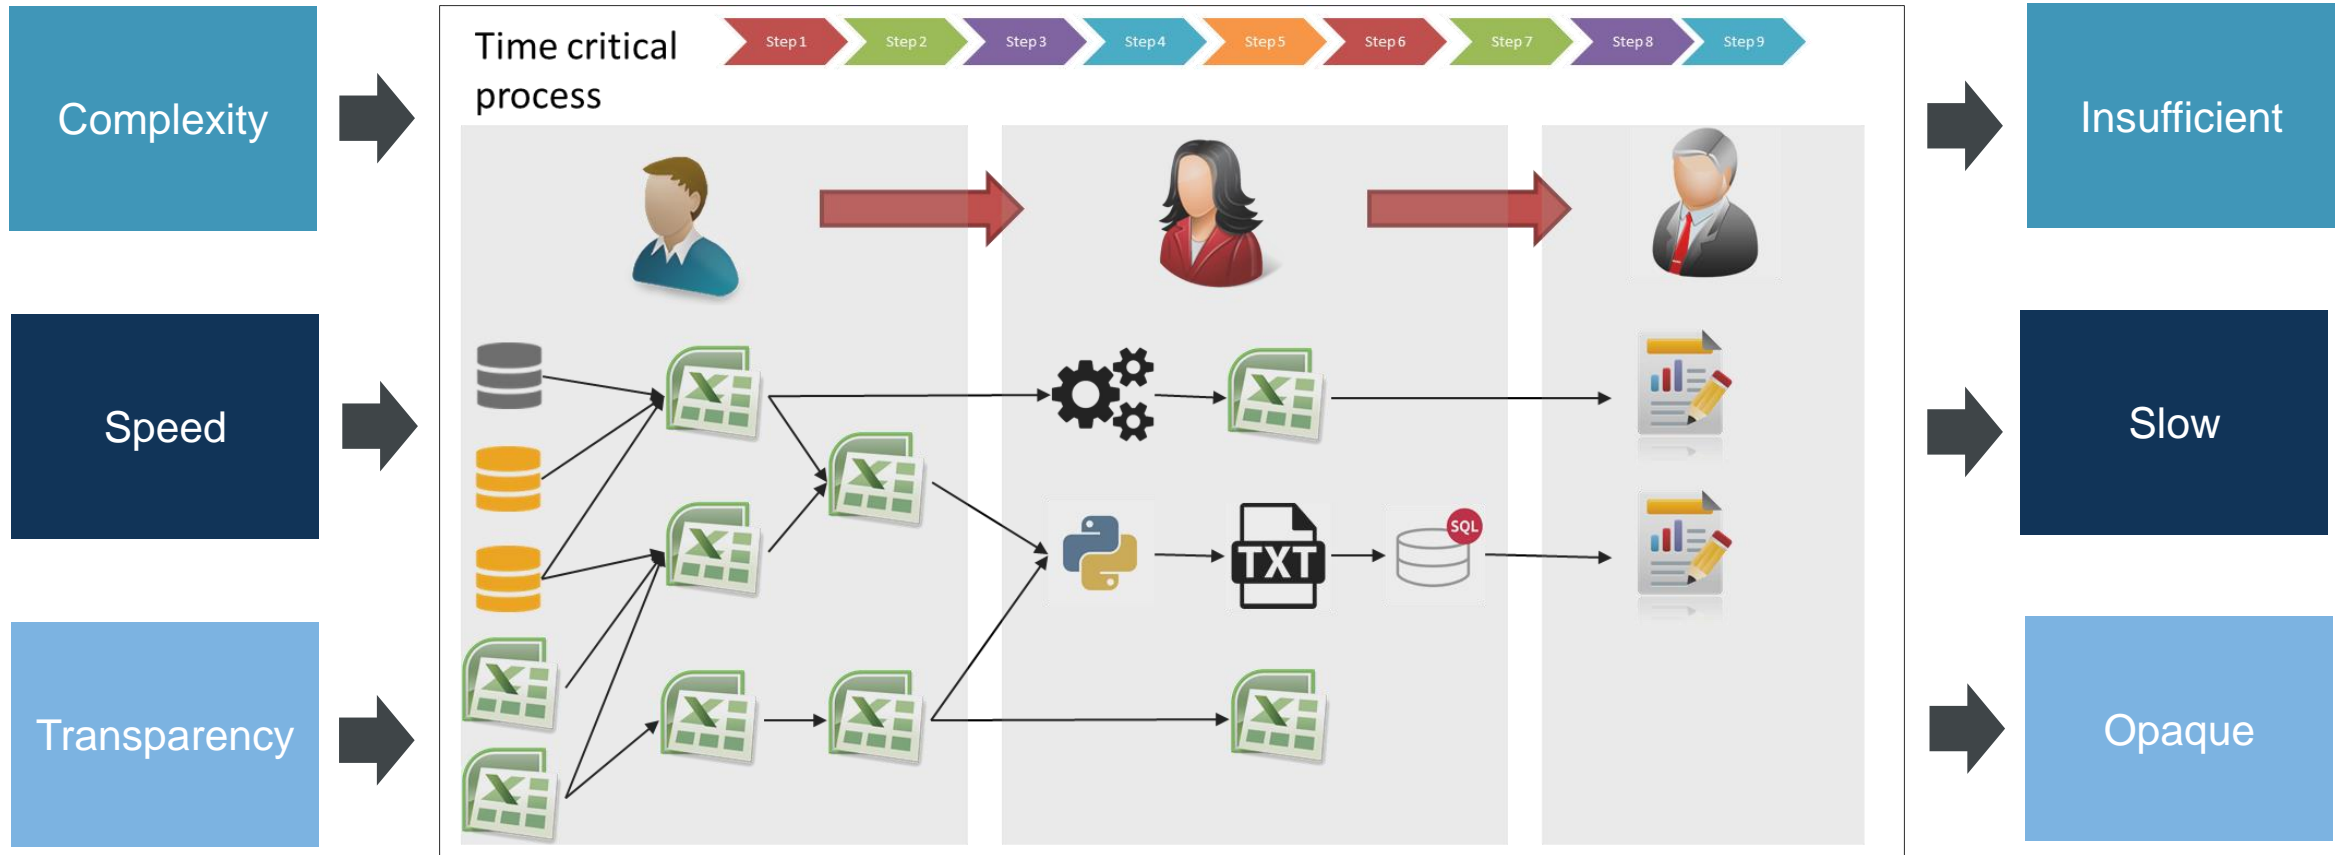 Complexity
Speed
Transparency
Time critical
process
Step 1
Step 2
Step 3
Step 4
Step 5
Step 6
Step 7
Step 8
Step 9
X
X
X
X
X
X
X
X
X
TXT
SQL
Insufficient
Slow
Opaque